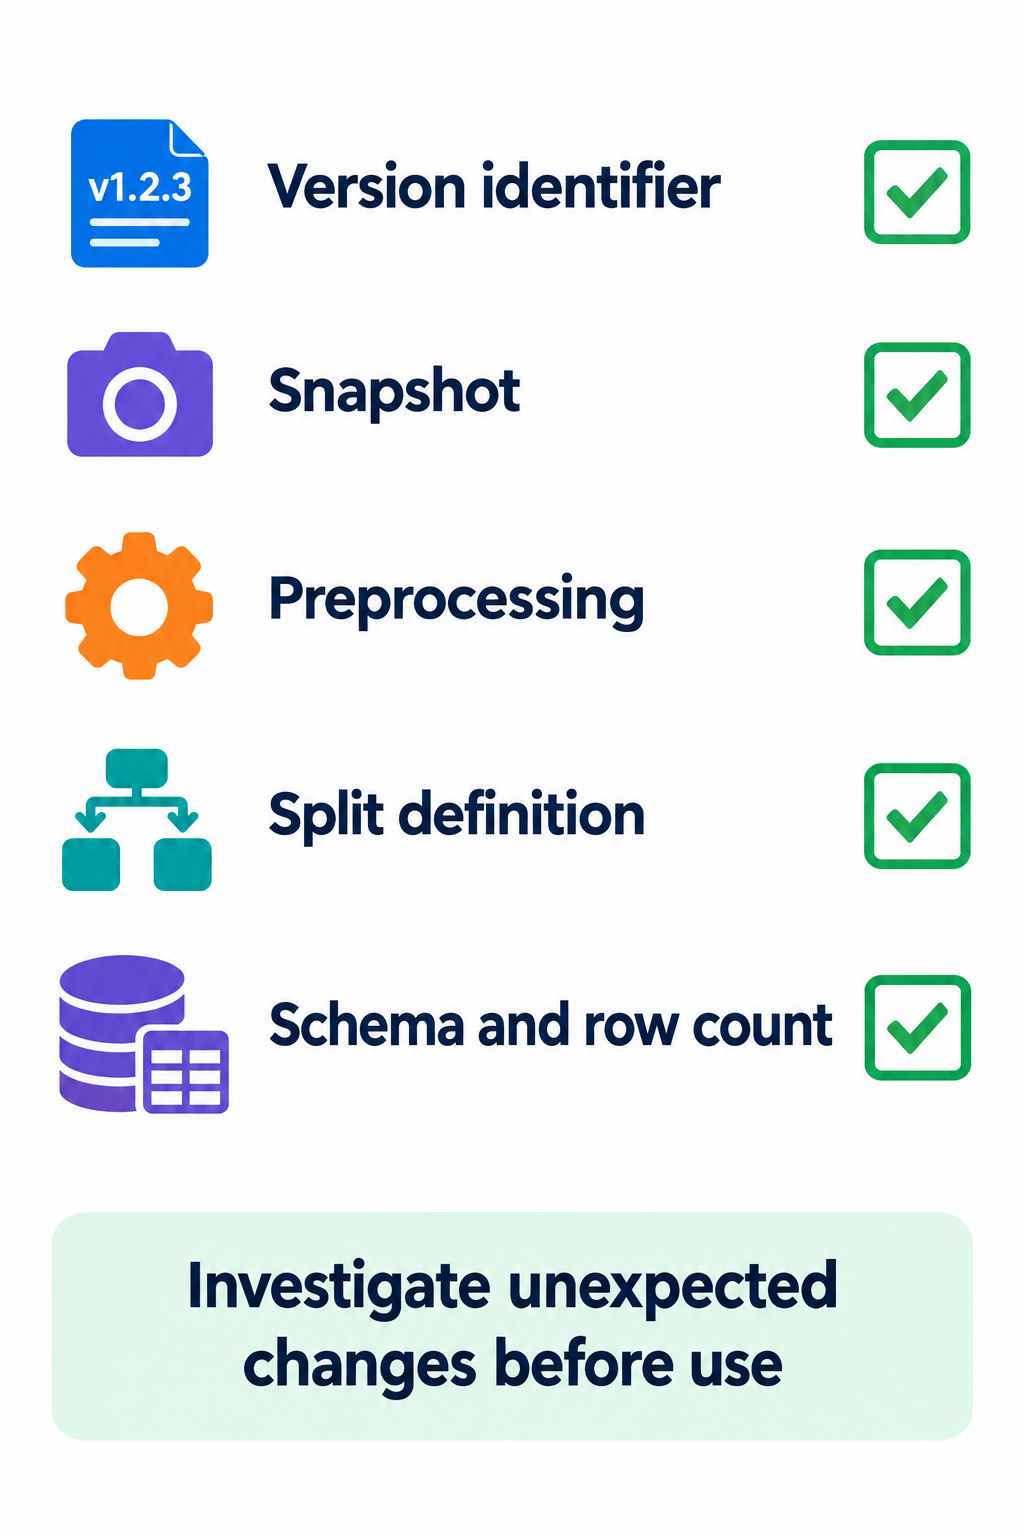 v1.2.3
Version identifier
Snapshot
Preprocessing
Split definition
Schema and row count
Investigate unexpected
changes before use